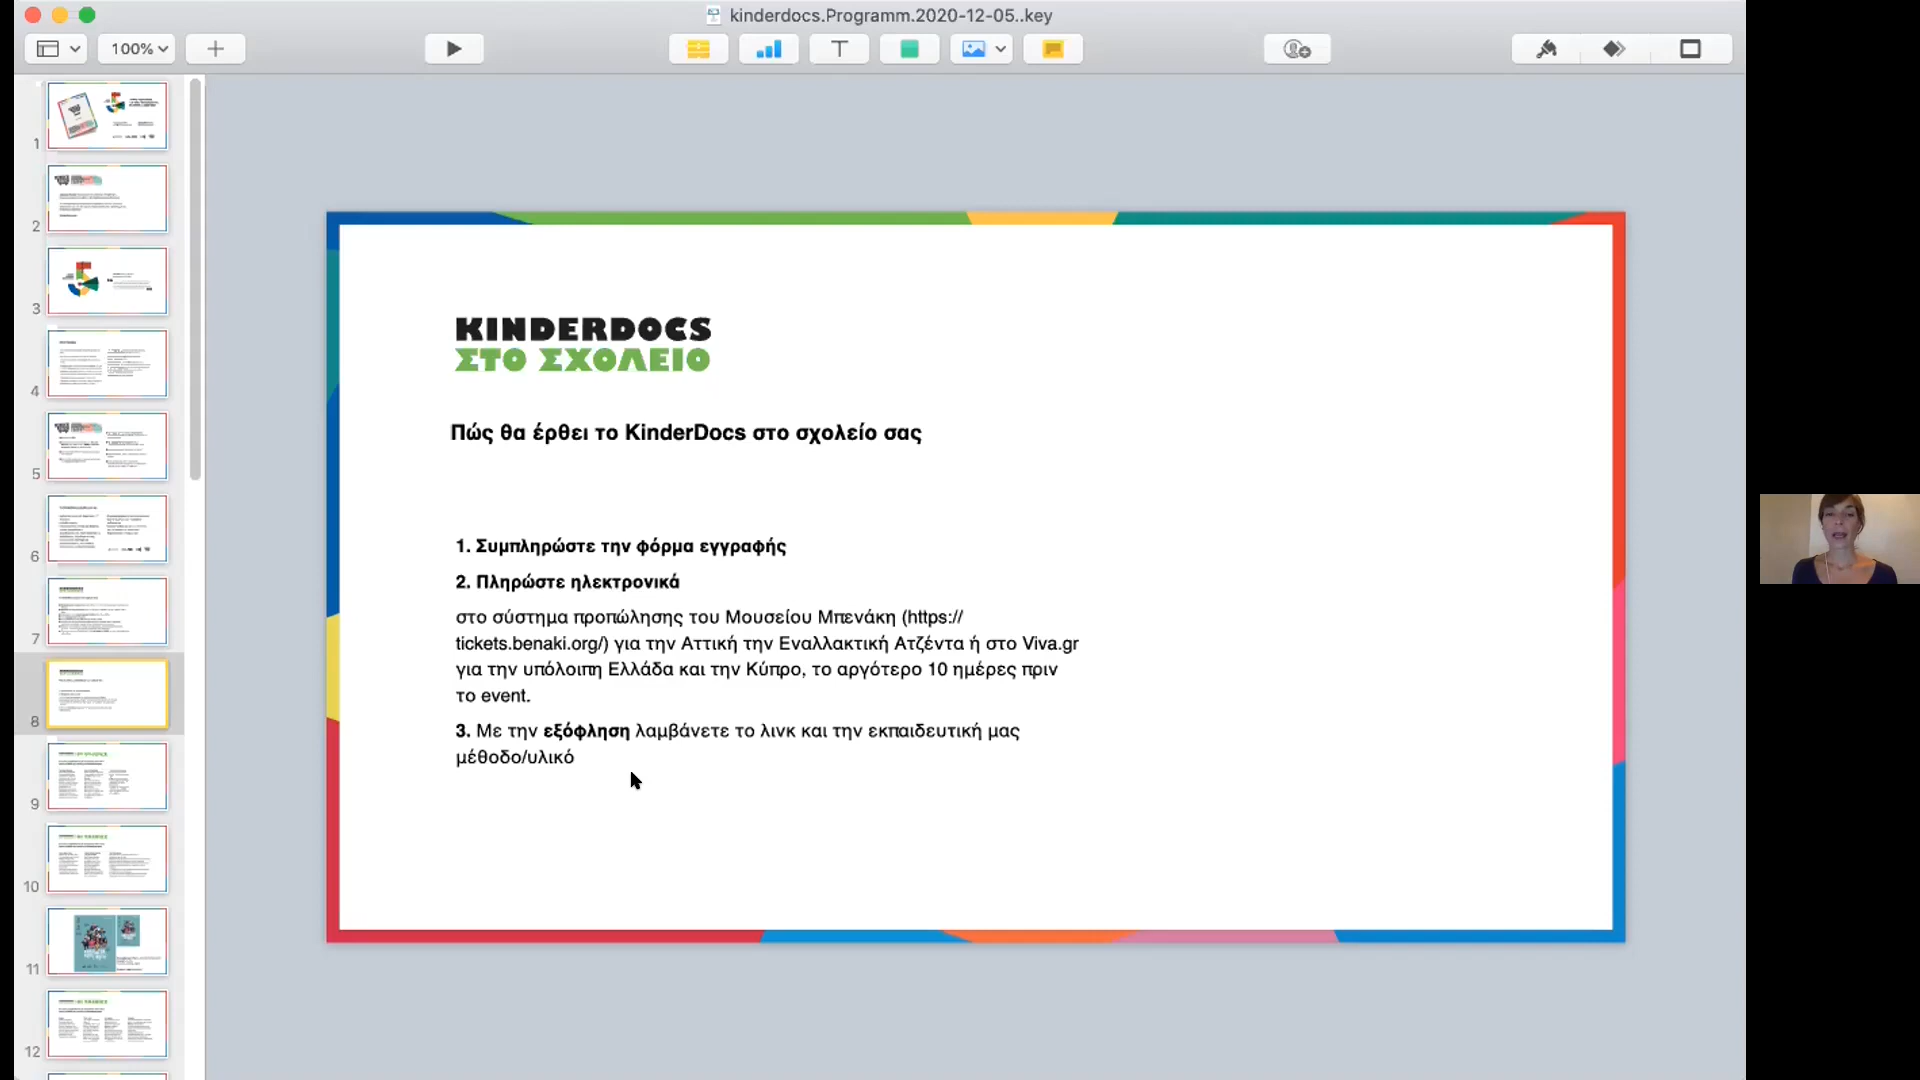 kinderdocs.Programm.2020-12-05..key
100%
KINDERDOCS
ΣΤΟ ΣΧΟΛΕΙΟ
Πώς θα έρθει το KinderDocs στο σχολείο σας
1. Συμπληρώστε την φόρμα εγγραφής
2. Πληρώστε ηλεκτρονικά
στο σύστημα προπώλησης του Μουσείου Μπενάκη (https://
tickets.benaki.org/) για την Αττική την Εναλλακτική Ατζέντα ή στο Viva.gr
για την υπόλοιπη Ελλάδα και την Κύπρο, το αργότερο 10 ημέρες πριν
το event.
3. Με την εξόφληση λαμβάνετε το λινκ και την εκπαιδευτική μας
μέθοδο/υλικό
1
2
3
4
5
6
7
8
9
10
11
12